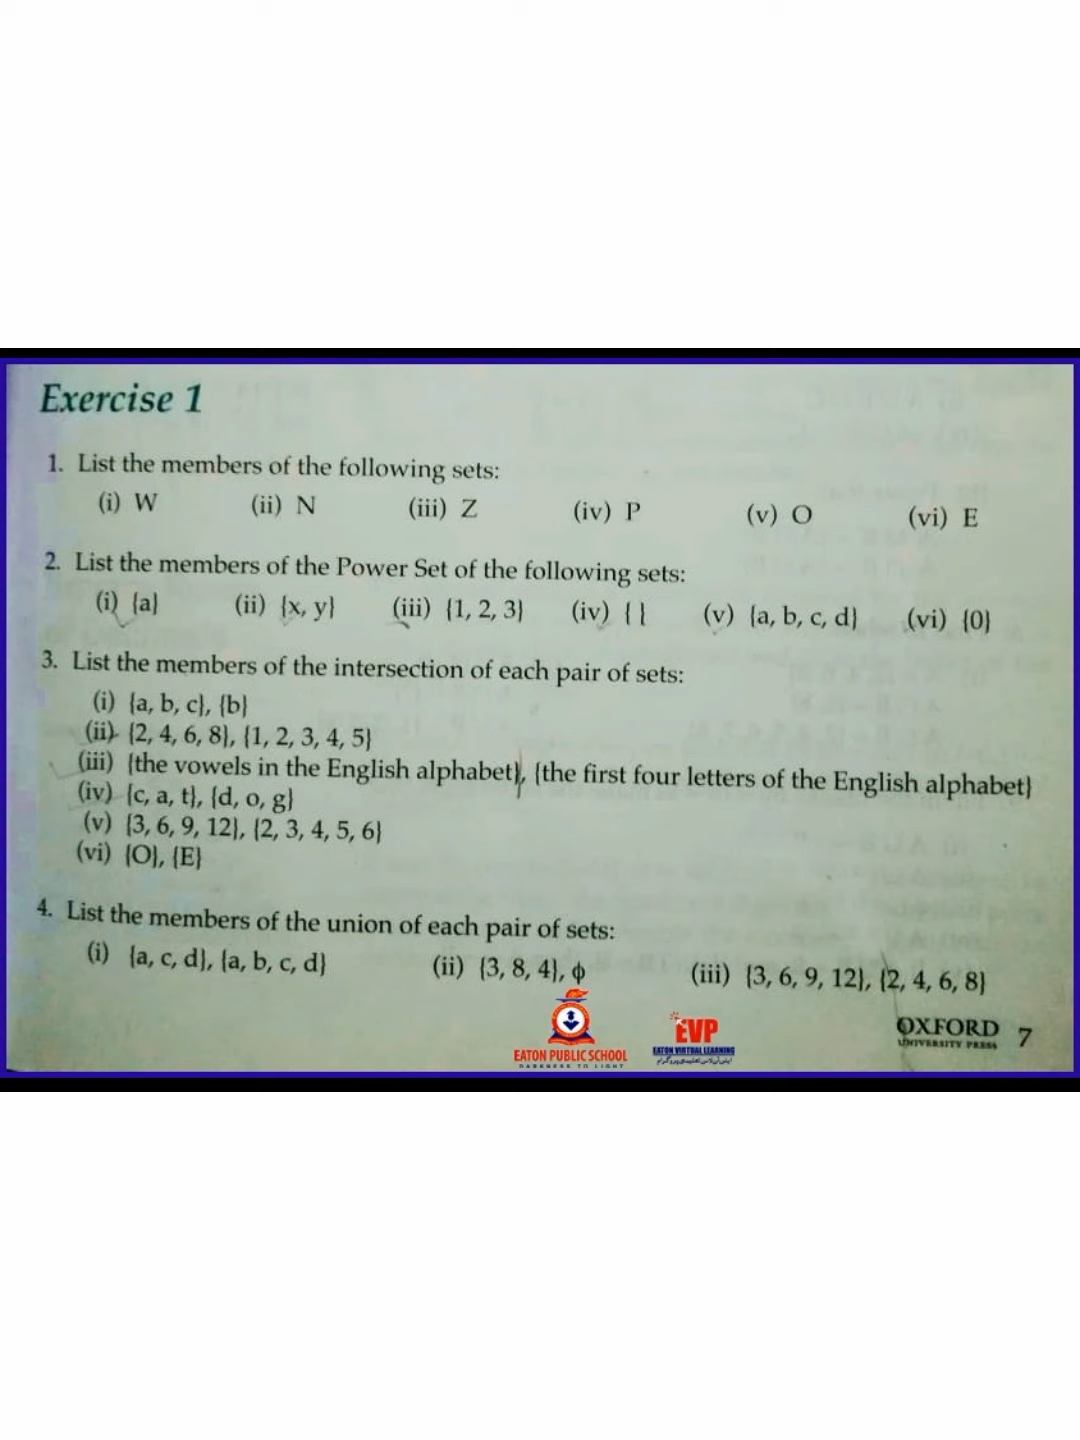 Exercise 1
1. List the members of the following sets:
(i) W (ii) N (iii) Z (iv) P (v) O (vi) E
2. List the members of the Power Set of the following sets:
(i) {a} (ii) {x, y} (iii) {1, 2, 3} (iv) { } (v) {a, b, c, d} (vi) {0}
3. List the members of the intersection of each pair of sets:
(i) {a, b, c}, {b}
(ii) {2, 4, 6, 8}, {1, 2, 3, 4, 5}
(iii) {the vowels in the English alphabet}, {the first four letters of the English alphabet}
(iv) {c, a, t}, {d, o, g}
(v) {3, 6, 9, 12}, {2, 3, 4, 5, 6}
(vi) {O}, {E}
4. List the members of the union of each pair of sets:
(i) {a, c, d}, {a, b, c, d} (ii) {3, 8, 4}, ϕ (iii) {3, 6, 9, 12}, {2, 4, 6, 8}
EATON PUBLIC SCHOOL
DARKNESS TO LIGHT
EVP
EATON VIRTUAL LEARNING
OXFORD
UNIVERSITY PRESS
7